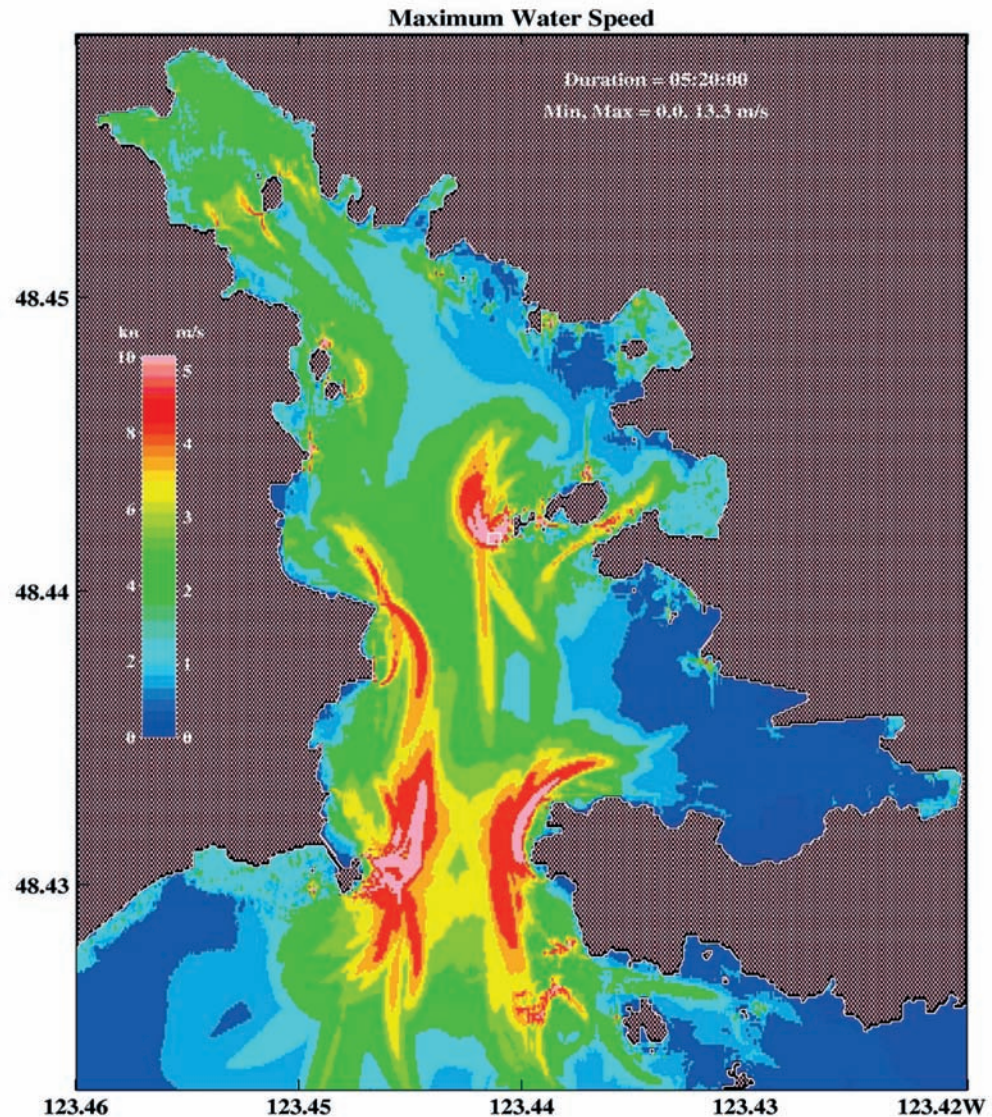 Maximum Water Speed
Duration = 05:20:00
Min, Max = 0.0, 13.3 m/s
48.45
kn m/s
10
5
8
4
6
3
4
2
2
1
0 0
48.44
48.43
123.46 123.45 123.44 123.43 123.42W